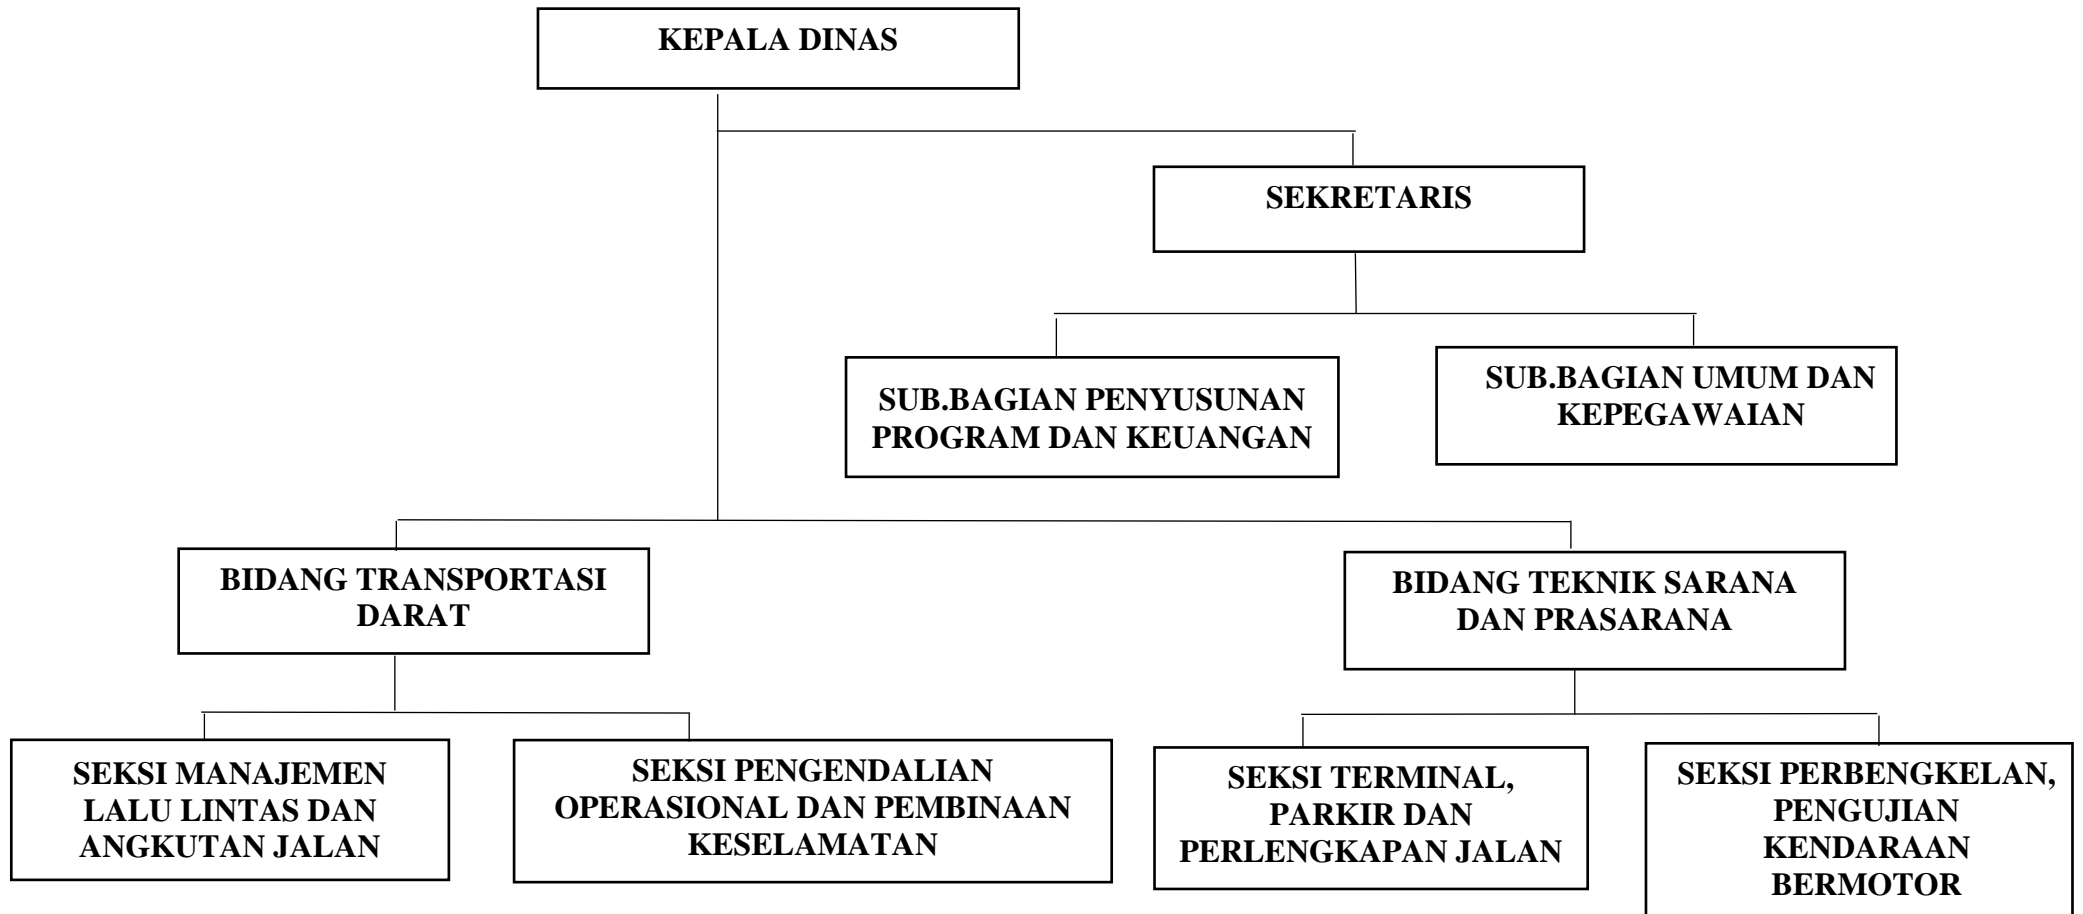 KEPALA DINAS
SEKRETARIS
SUB.BAGIAN PENYUSUNAN
PROGRAM DAN KEUANGAN
SUB.BAGIAN UMUM DAN
KEPEGAWAIAN
BIDANG TRANSPORTASI
DARAT
BIDANG TEKNIK SARANA
DAN PRASARANA
SEKSI MANAJEMEN
LALU LINTAS DAN
ANGKUTAN JALAN
SEKSI PENGENDALIAN
OPERASIONAL DAN PEMBINAAN
KESELAMATAN
SEKSI TERMINAL,
PARKIR DAN
PERLENGKAPAN JALAN
SEKSI PERBENGKELAN,
PENGUJIAN
KENDARAAN
BERMOTOR